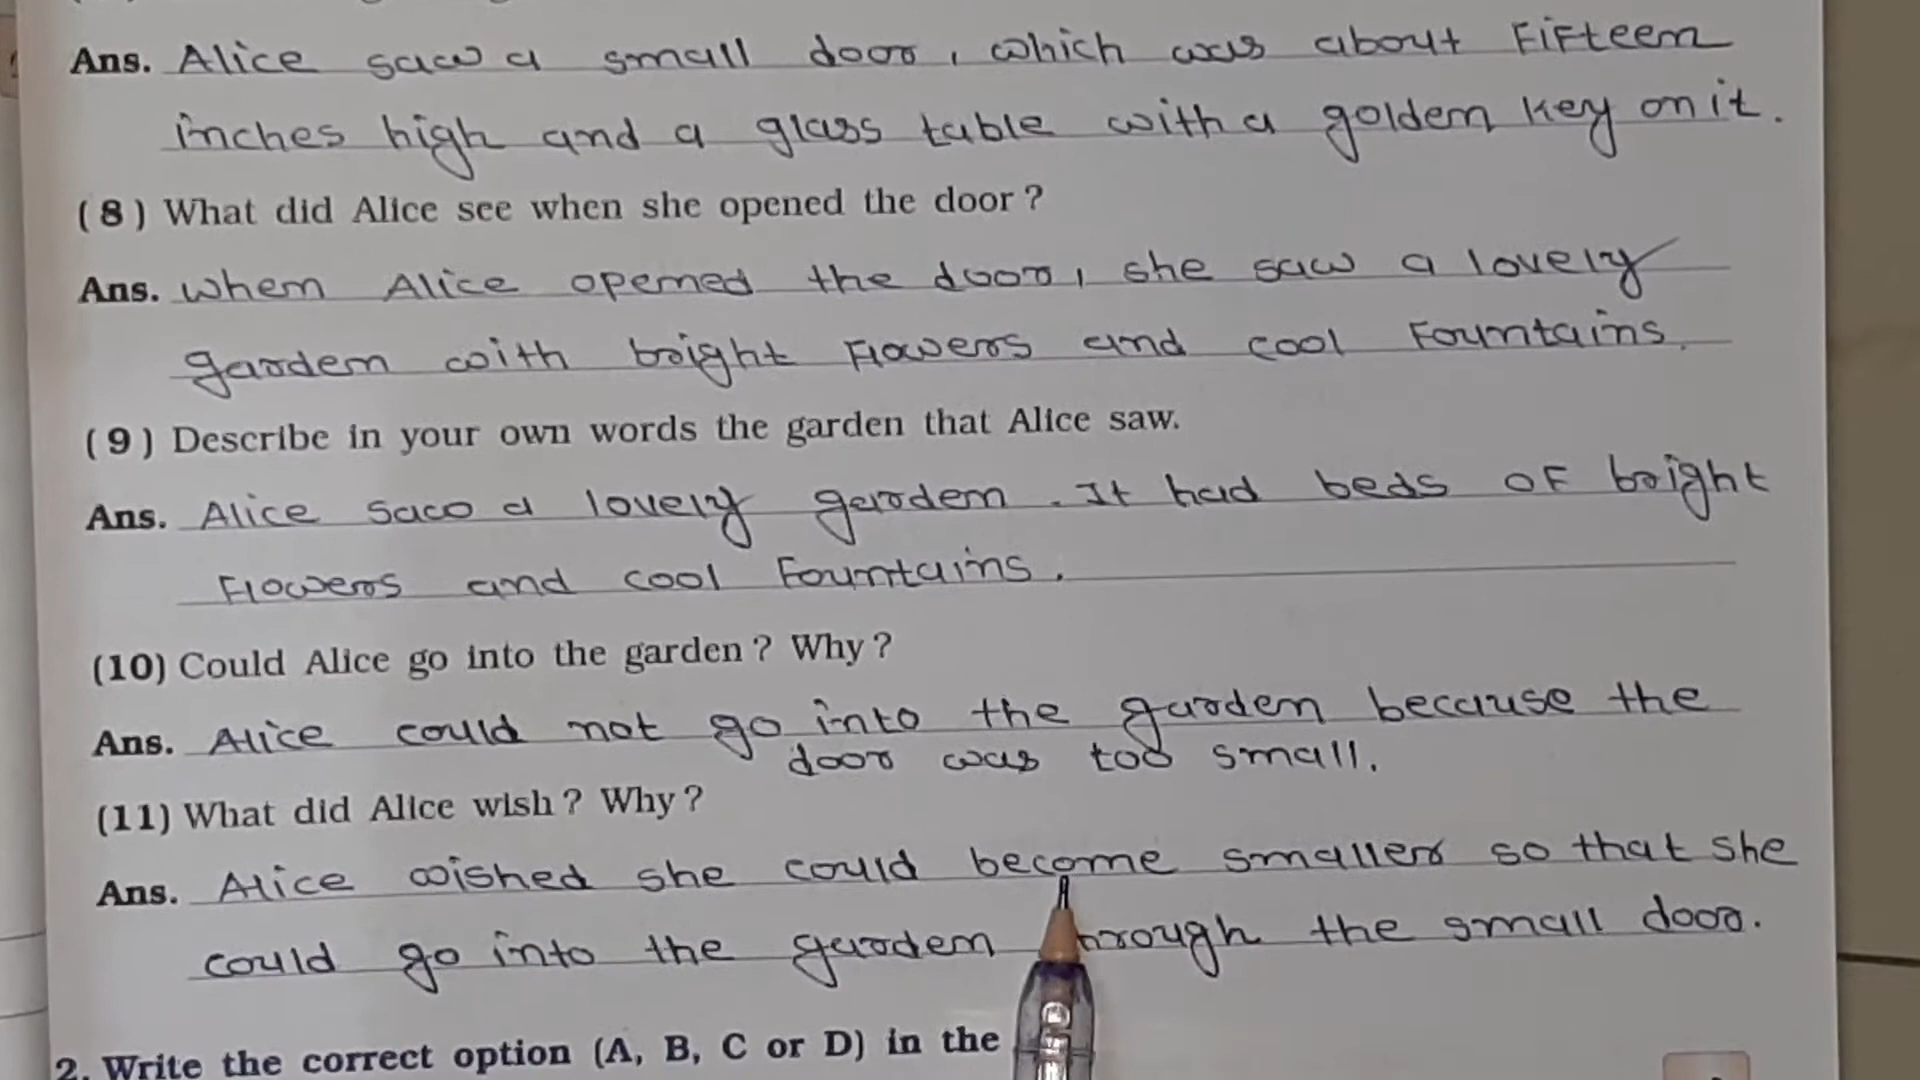 Ans. Alice saw a small door, which was about Fifteen
inches high and a glass table with a golden key on it.
(8) What did Alice see when she opened the door?
Ans. when Alice opened the door, she saw a lovely
garden with bright Flowers and cool Fountains.
(9) Describe in your own words the garden that Alice saw.
Ans. Alice saw a lovely garden. It had beds of bright
Flowers and cool Fountains.
(10) Could Alice go into the garden? Why?
Ans. Alice could not go into the garden because the
door was too small.
(11) What did Alice wish? Why?
Ans. Alice wished she could become smaller so that she
could go into the garden through the small door.
2. Write the correct option (A, B, C or D) in the